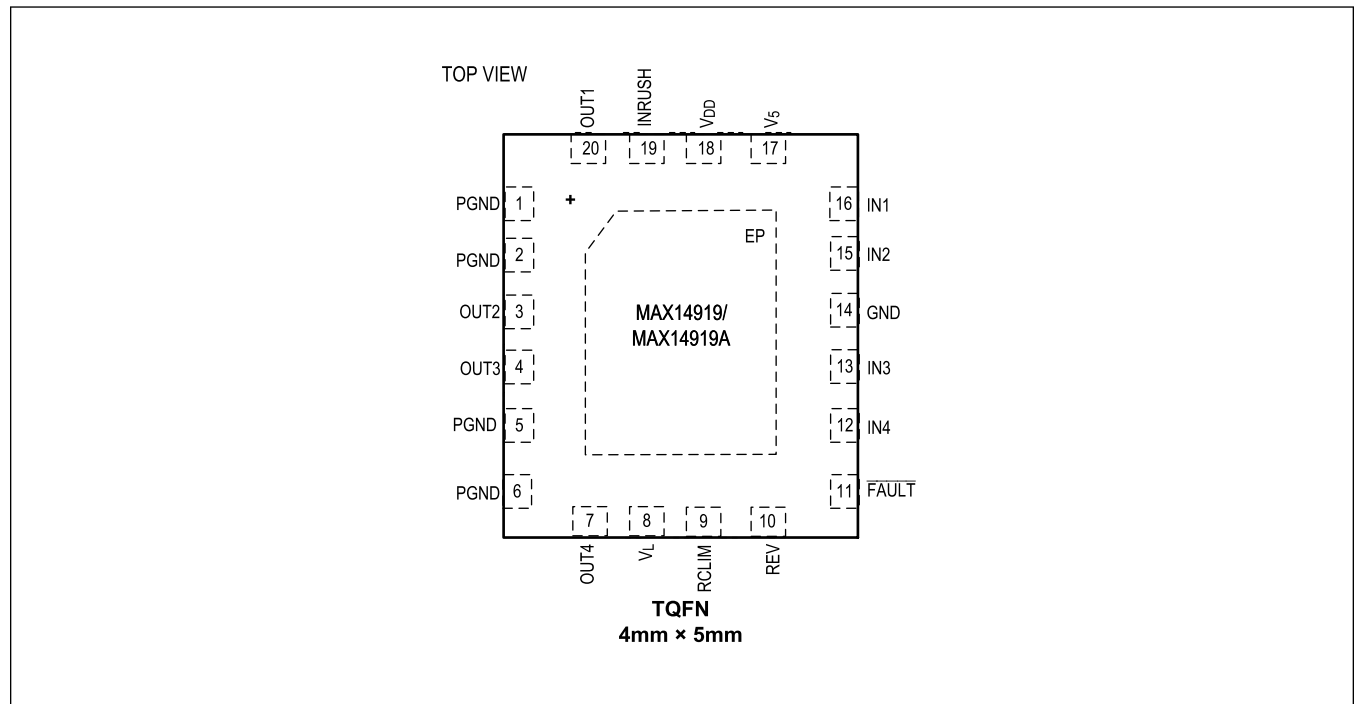 TOP VIEW
OUT1
INRUSH
VDD
V5
20 19 18 17
PGND 1
+
16 IN1
EP
PGND 2
15 IN2
OUT2 3
MAX14919/
MAX14919A
14 GND
OUT3 4
13 IN3
PGND 5
12 IN4
PGND 6
11 FAULT
7 8 9 10
OUT4
VL
RCLIM
REV
TQFN
4mm × 5mm